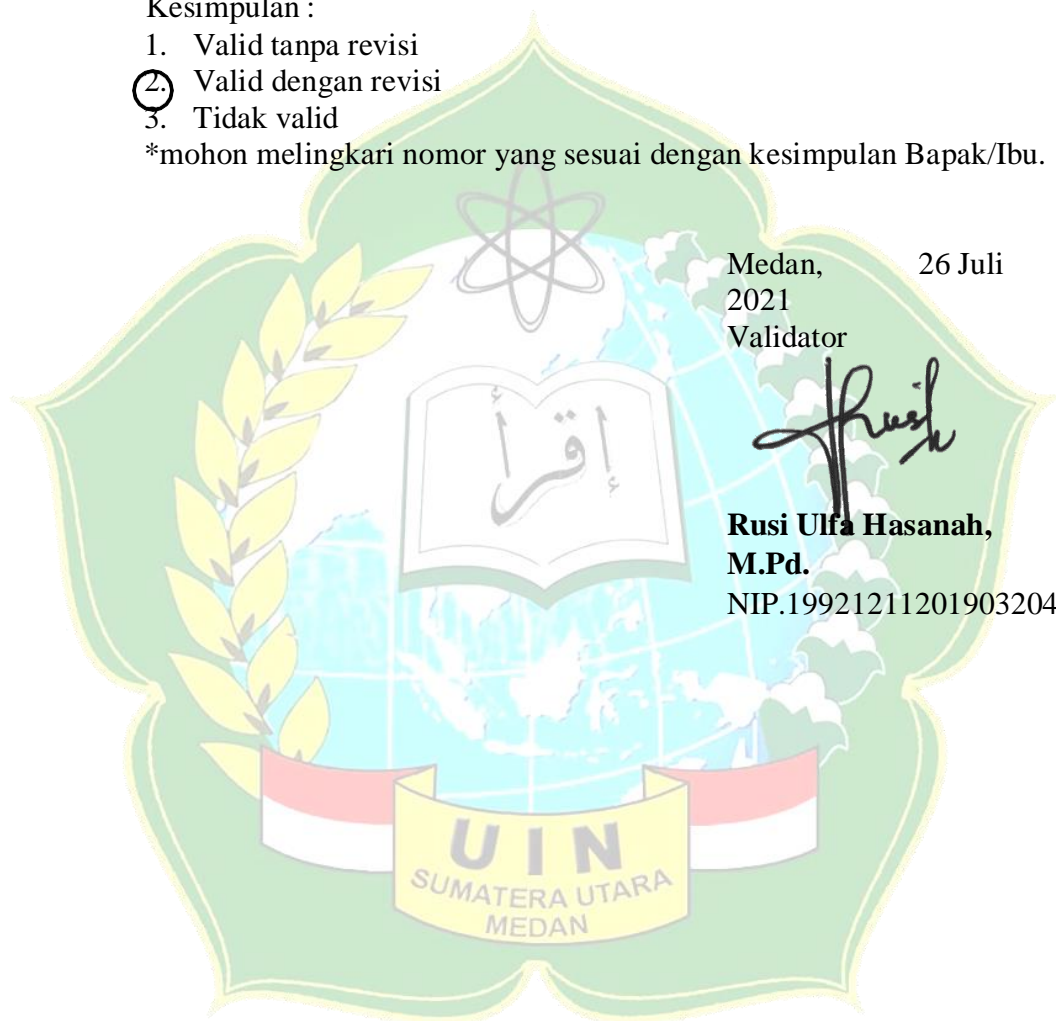 Kesimpulan :
1. Valid tanpa revisi
2. Valid dengan revisi
3. Tidak valid
*mohon melingkari nomor yang sesuai dengan kesimpulan Bapak/Ibu.
Medan, 26 Juli
2021
Validator
Rusi Ulfa Hasanah,
M.Pd.
NIP.19921211201903204
إقرأ
UIN
SUMATERA UTARA
MEDAN